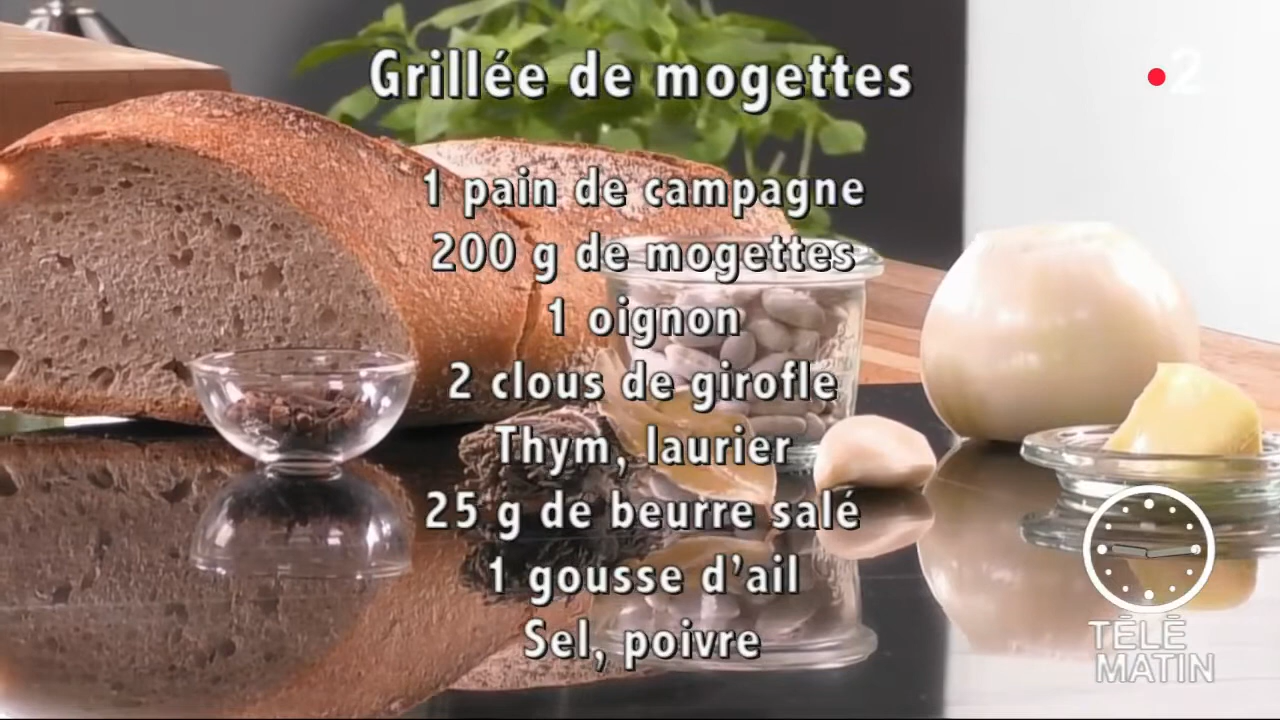 Grillée de mogettes
2
1 pain de campagne
200 g de mogettes
1 oignon
2 clous de girofle
Thym, laurier
25 g de beurre salé
1 gousse d’ail
Sel, poivre
TÉLÉ
MATIN